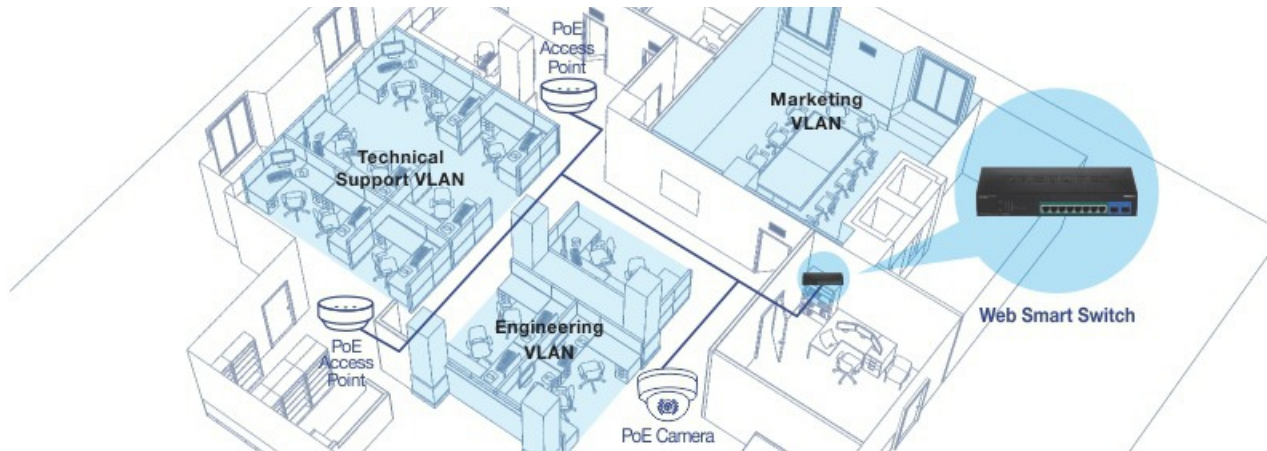 PoE
Access
Point
Marketing
VLAN
Technical
Support VLAN
Web Smart Switch
Engineering
VLAN
PoE
Access
Point
PoE Camera